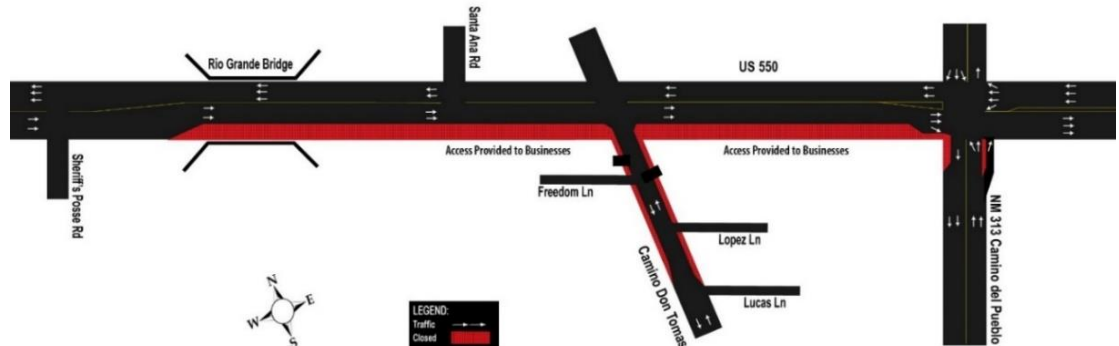 Santa Ana Rd
Rio Grande Bridge
US 550
Access Provided to Businesses
Access Provided to Businesses
Sheriff's Posse Rd
Freedom Ln
Lopez Ln
Camino Don Tomas
Lucas Ln
NM 313 Camino del Pueblo
N
E
W
S
LEGEND:
Traffic
Closed